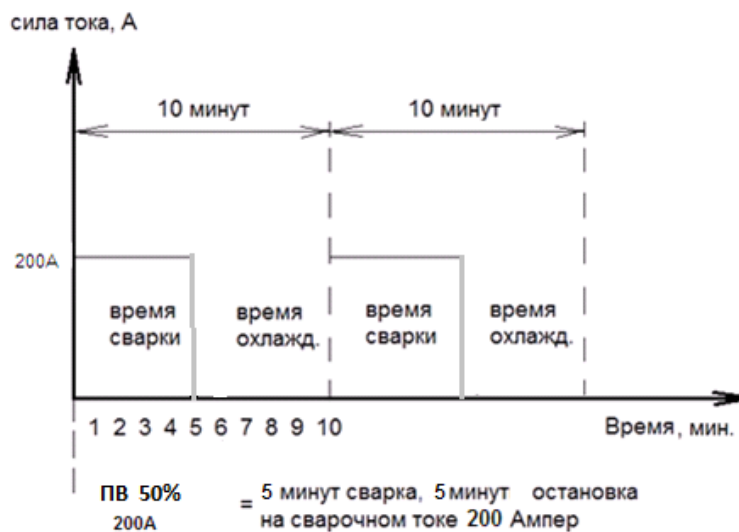 сила тока, А
10 минут 10 минут
200А
время сварки время охлажд. время сварки время охлажд.
1 2 3 4 5 6 7 8 9 10 Время, мин.
ПВ 50% = 5 минут сварка, 5 минут остановка
200А на сварочном токе 200 Ампер